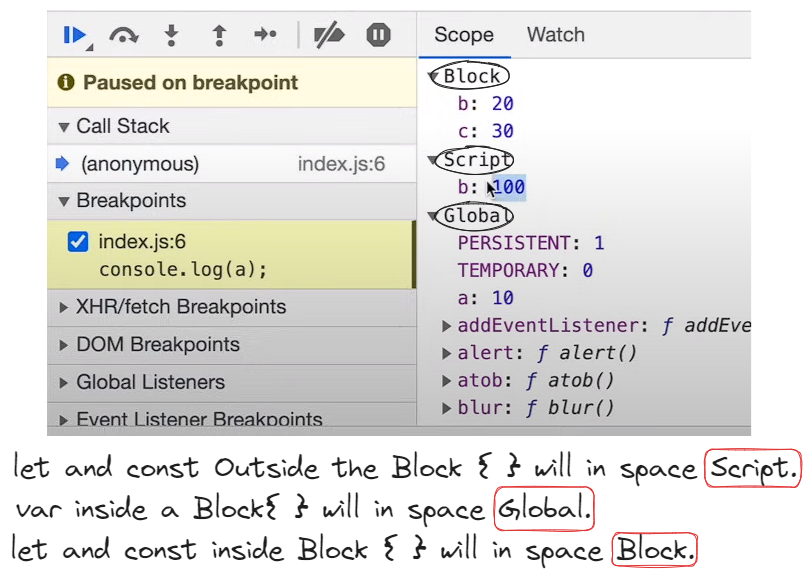 Scope Watch
Paused on breakpoint
Call Stack
(anonymous) index.js:6
Breakpoints
index.js:6
console.log(a);
XHR/fetch Breakpoints
DOM Breakpoints
Global Listeners
Event Listener Breakpoints
Block
b: 20
c: 30
Script
b: 100
Global
PERSISTENT: 1
TEMPORARY: 0
a: 10
addEventListener: ƒ addEve
alert: ƒ alert()
atob: ƒ atob()
blur: ƒ blur()
let and const Outside the Block { } will in space Script.
var inside a Block{ } will in space Global.
let and const inside Block { } will in space Block.